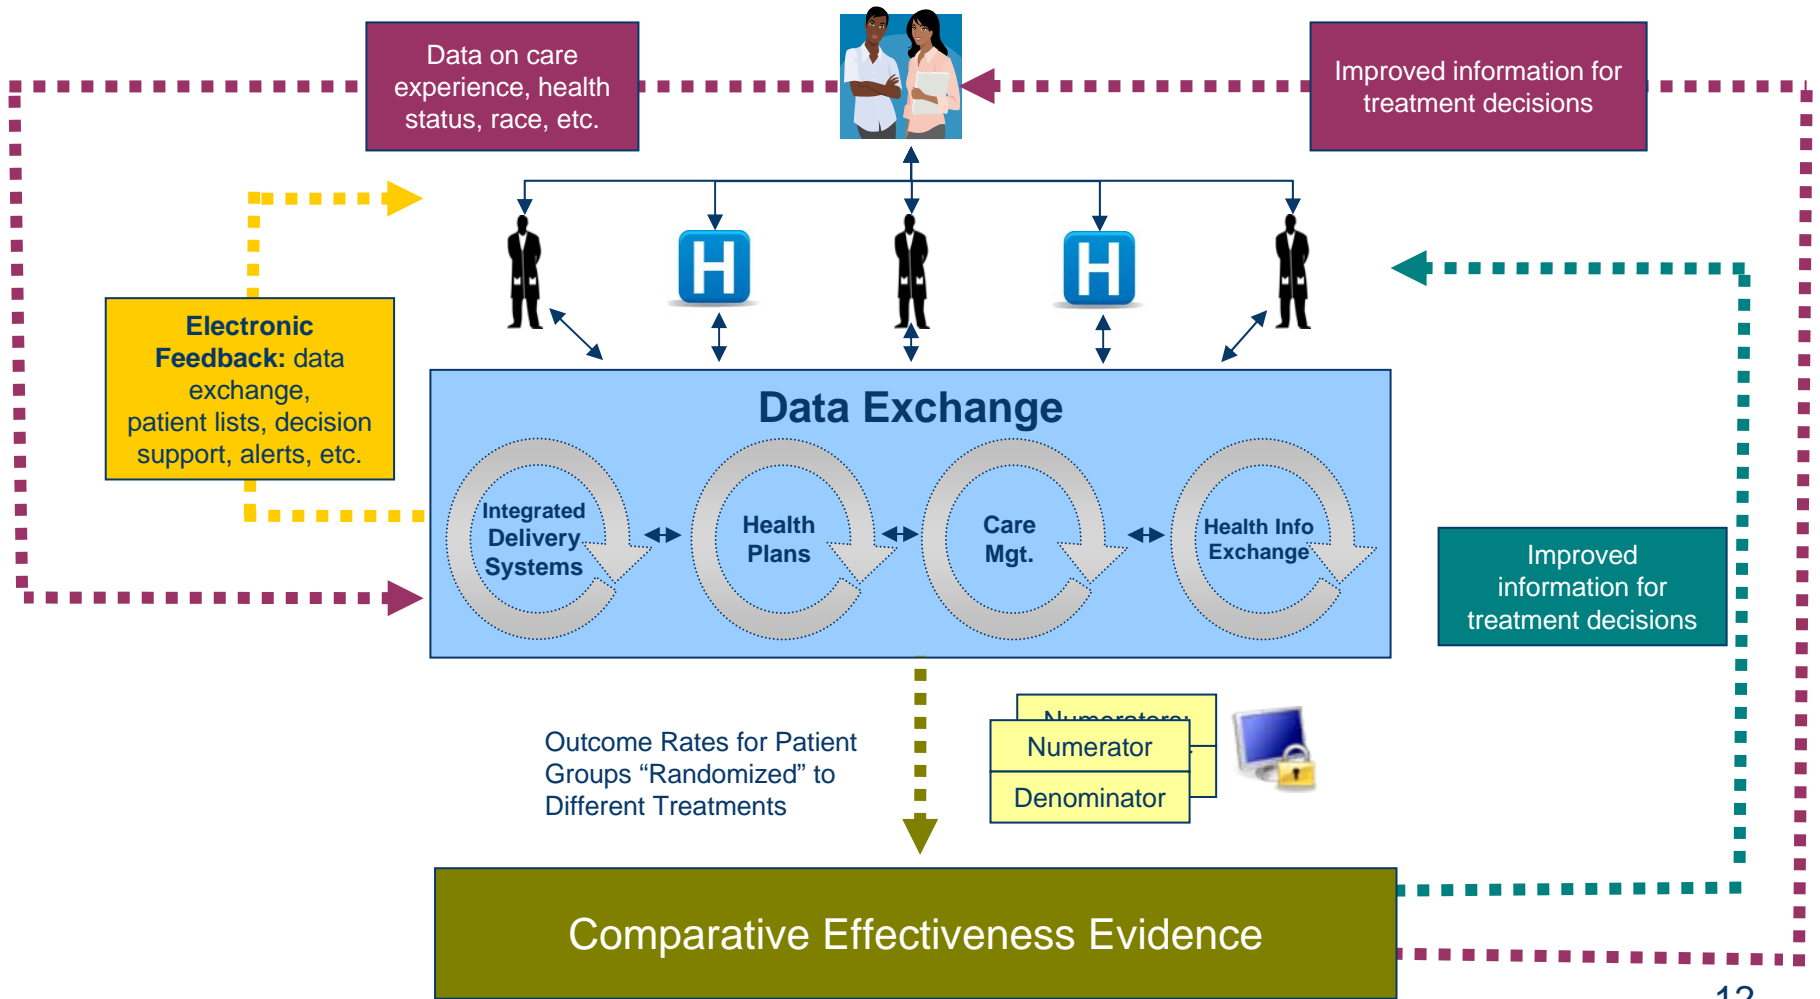 Data on care
experience, health
status, race, etc.
Improved information for
treatment decisions
H
H
Electronic
Feedback: data
exchange,
patient lists, decision
support, alerts, etc.
Data Exchange
Integrated
Delivery
Systems
Health
Plans
Care
Mgt.
Health Info
Exchange
Improved
information for
treatment decisions
Outcome Rates for Patient
Groups “Randomized” to
Different Treatments
Numerator
Denominator
Comparative Effectiveness Evidence
12